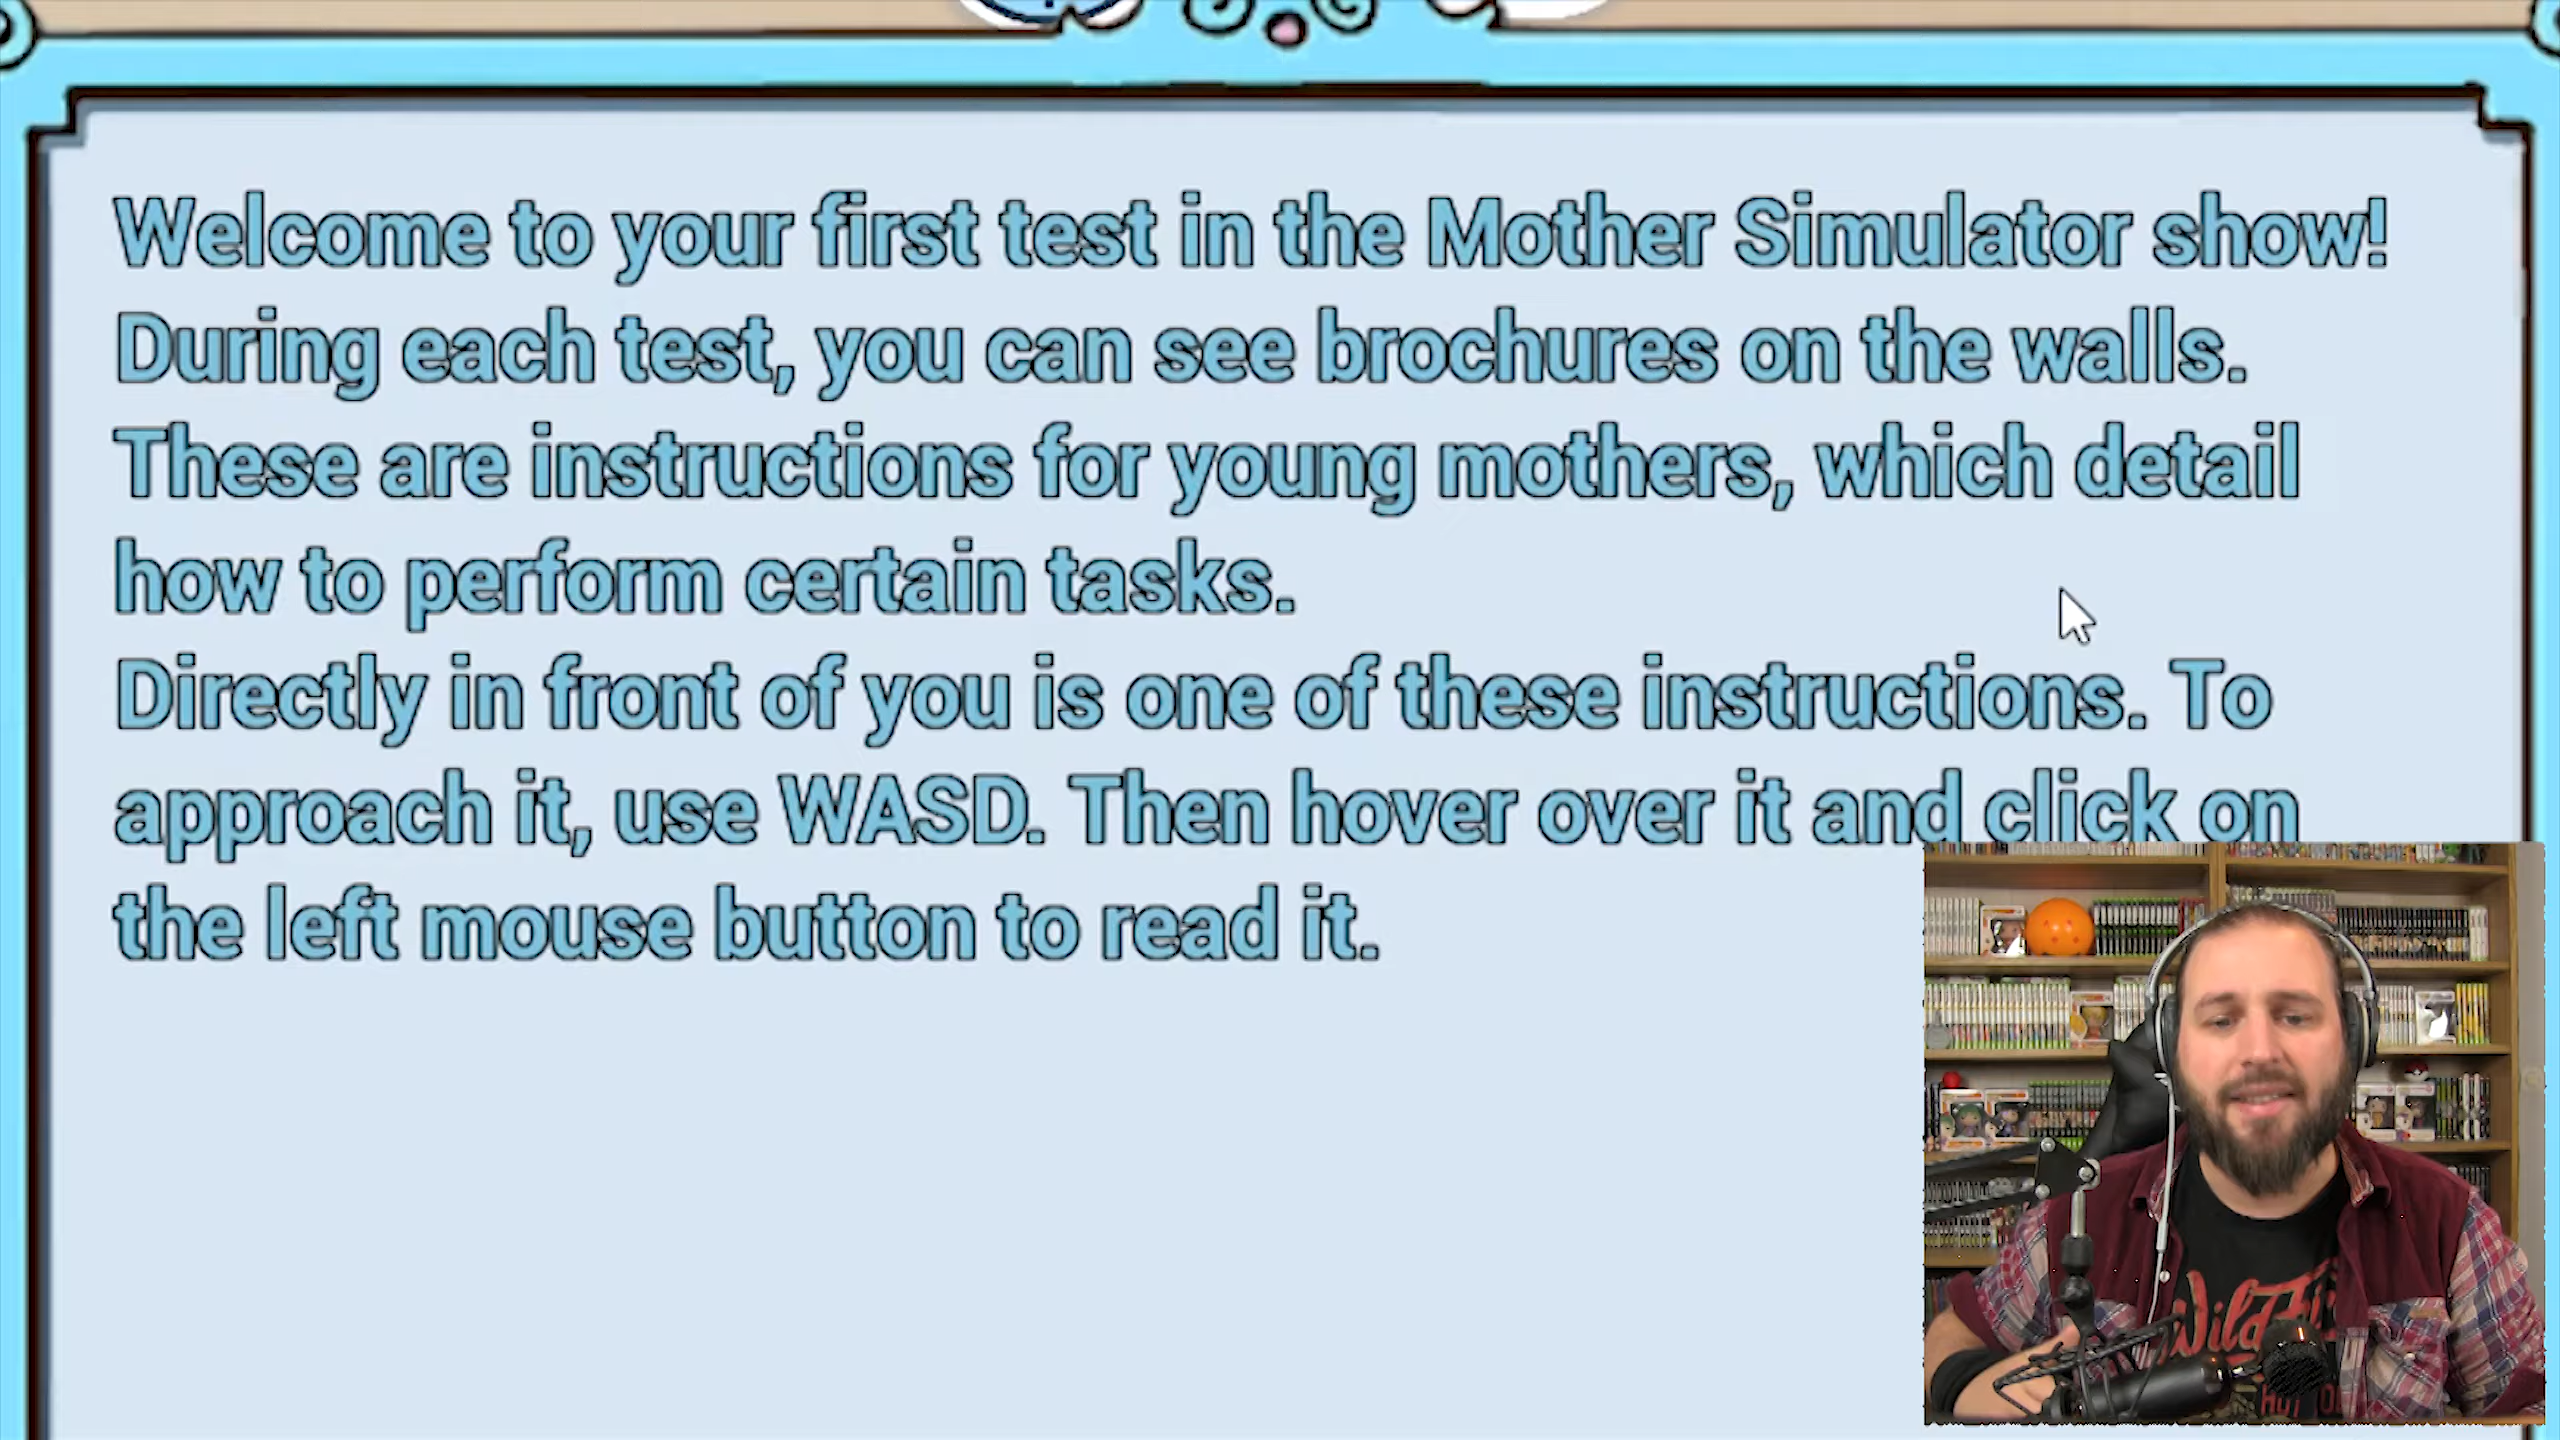 Welcome to your first test in the Mother Simulator show!
During each test, you can see brochures on the walls.
These are instructions for young mothers, which detail
how to perform certain tasks.
Directly in front of you is one of these instructions. To
approach it, use WASD. Then hover over it and click on
the left mouse button to read it.